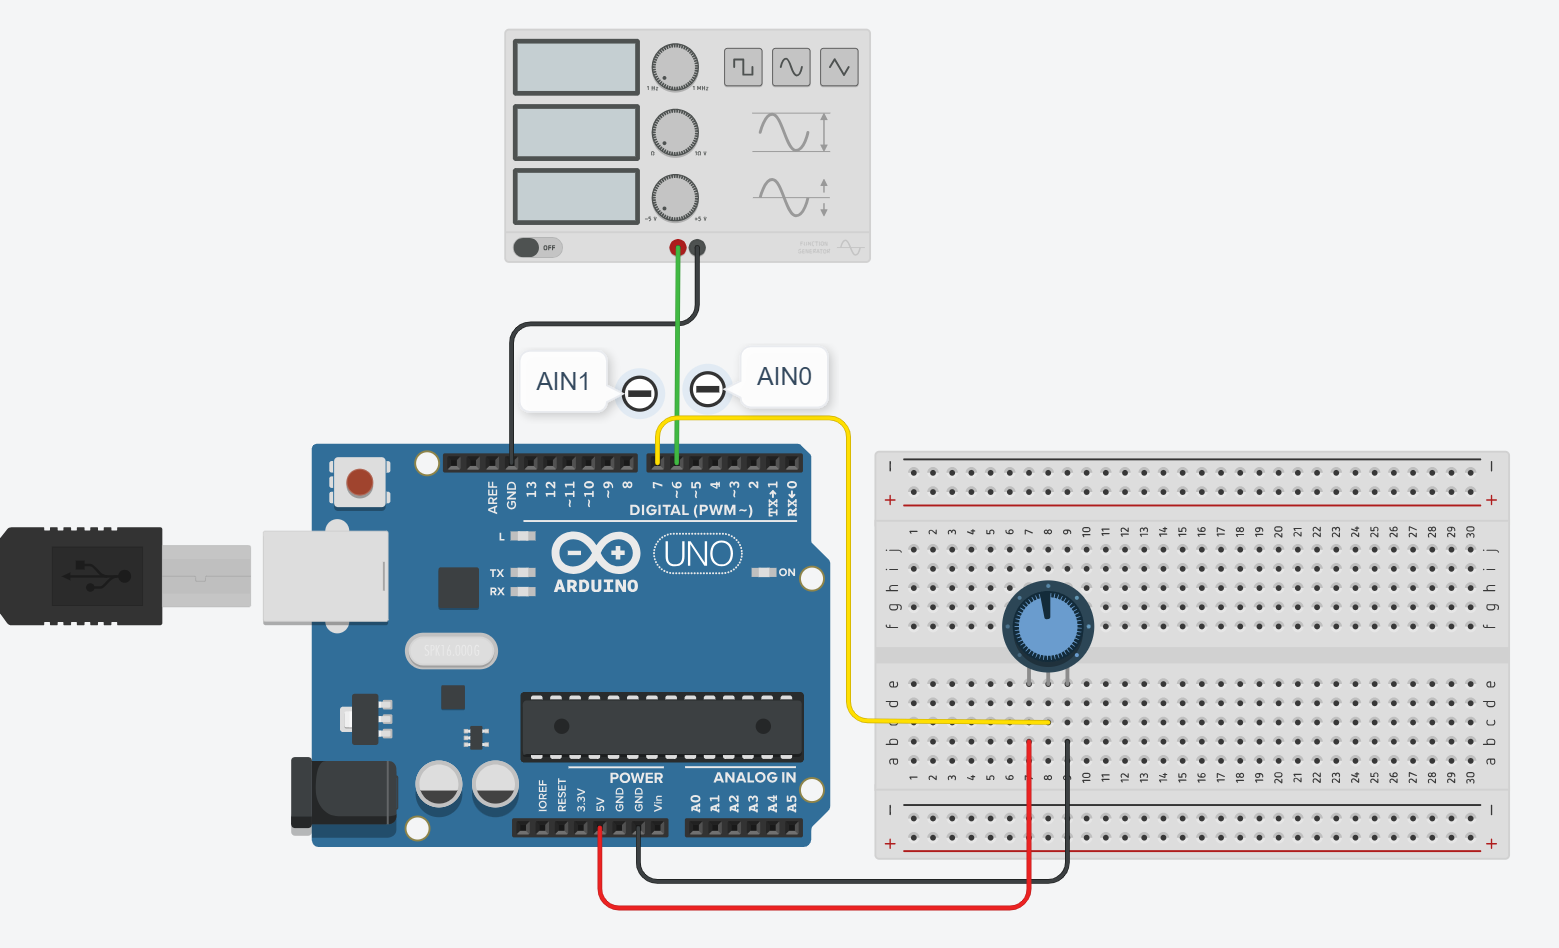 1 Hz
1 MHz
0
10 V
-5 V
+5 V
OFF
FUNCTION
GENERATOR
AIN1
AIN0
AREF
GND
13
12
~11
~10
~9
8
7
~6
~5
4
~3
2
TX→1
RX←0
DIGITAL (PWM~)
L
TX
RX
ARDUINO
UNO
ON
SPK16.000G
POWER
ANALOG IN
IOREF
RESET
3.3V
5V
GND
GND
Vin
A0
A1
A2
A3
A4
A5
1 2 3 4 5 6 7 8 9 10 11 12 13 14 15 16 17 18 19 20 21 22 23 24 25 26 27 28 29 30
j j
i i
h h
g g
f f
e e
d d
c c
b b
a a
1 2 3 4 5 6 7 8 9 10 11 12 13 14 15 16 17 18 19 20 21 22 23 24 25 26 27 28 29 30